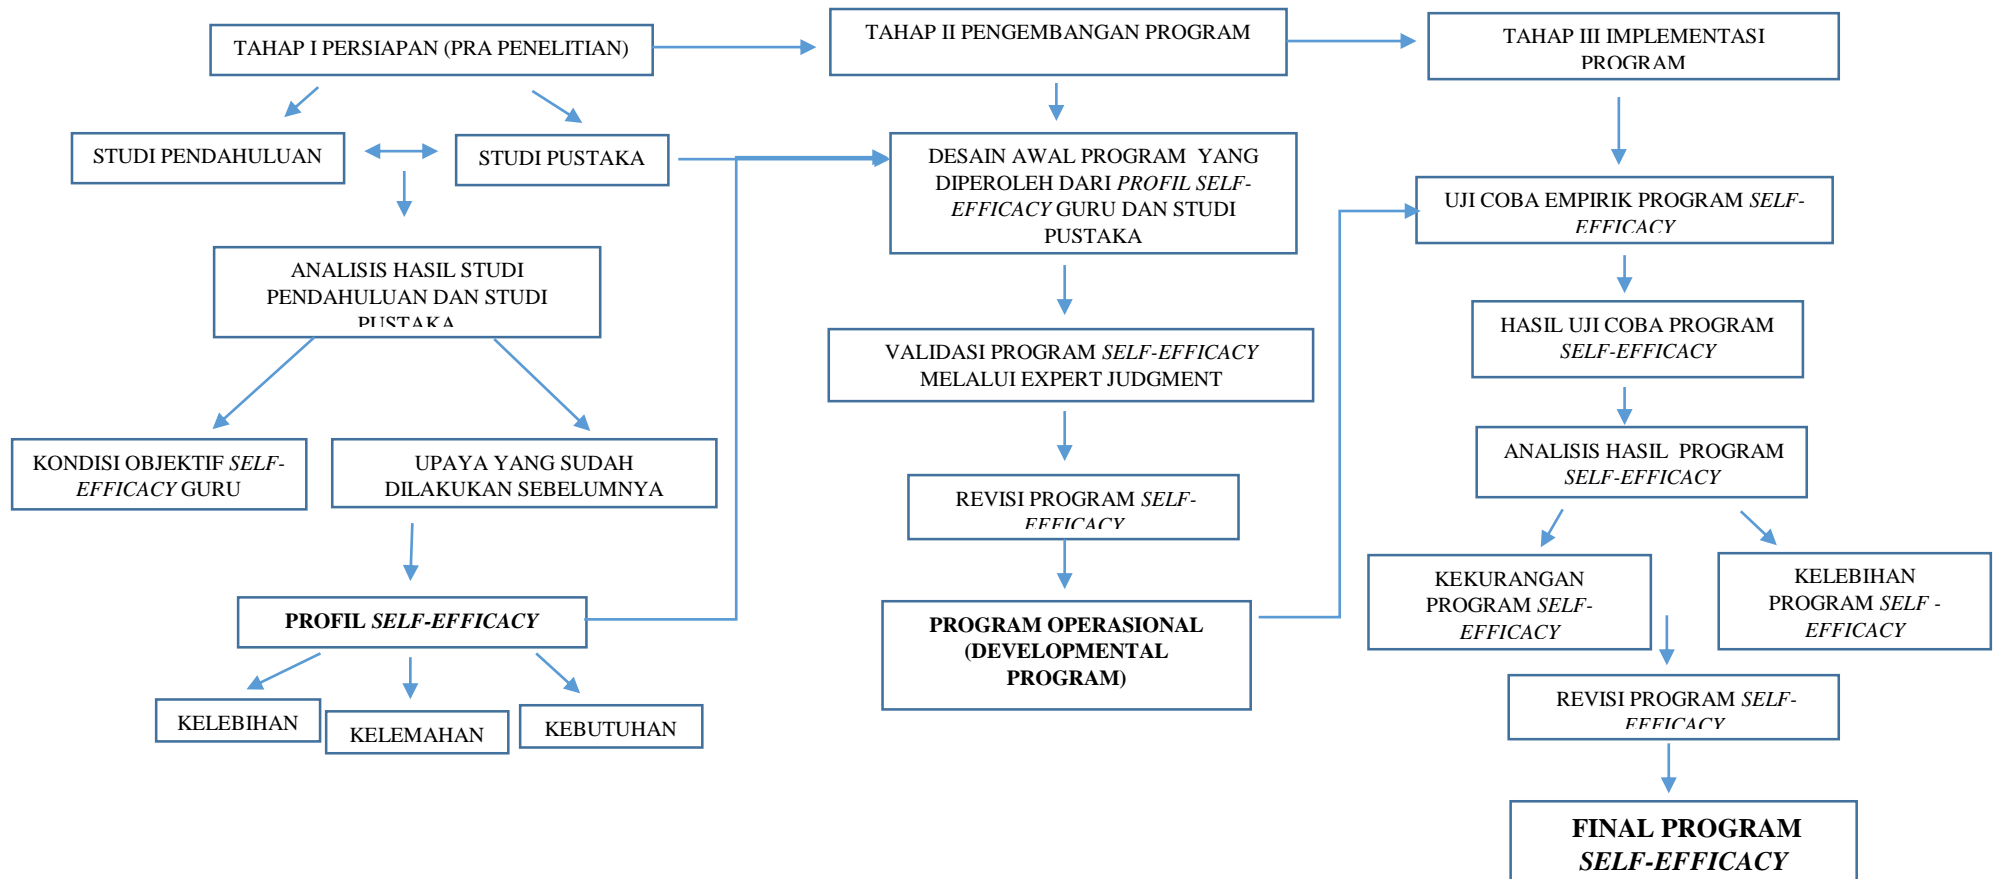 TAHAP I PERSIAPAN (PRA PENELITIAN)
STUDI PENDAHULUAN
STUDI PUSTAKA
ANALISIS HASIL STUDI
PENDAHULUAN DAN STUDI
PUSTAKA
KONDISI OBJEKTIF SELF-
EFFICACY GURU
UPAYA YANG SUDAH
DILAKUKAN SEBELUMNYA
PROFIL SELF-EFFICACY
KELEBIHAN
KELEMAHAN
KEBUTUHAN
TAHAP II PENGEMBANGAN PROGRAM
DESAIN AWAL PROGRAM YANG
DIPEROLEH DARI PROFIL SELF-
EFFICACY GURU DAN STUDI
PUSTAKA
VALIDASI PROGRAM SELF-EFFICACY
MELALUI EXPERT JUDGMENT
REVISI PROGRAM SELF-
EFFICACY
PROGRAM OPERASIONAL
(DEVELOPMENTAL
PROGRAM)
TAHAP III IMPLEMENTASI
PROGRAM
UJI COBA EMPIRIK PROGRAM SELF-
EFFICACY
HASIL UJI COBA PROGRAM
SELF-EFFICACY
ANALISIS HASIL PROGRAM
SELF-EFFICACY
KEKURANGAN
PROGRAM SELF-
EFFICACY
KELEBIHAN
PROGRAM SELF -
EFFICACY
REVISI PROGRAM SELF-
EFFICACY
FINAL PROGRAM
SELF-EFFICACY